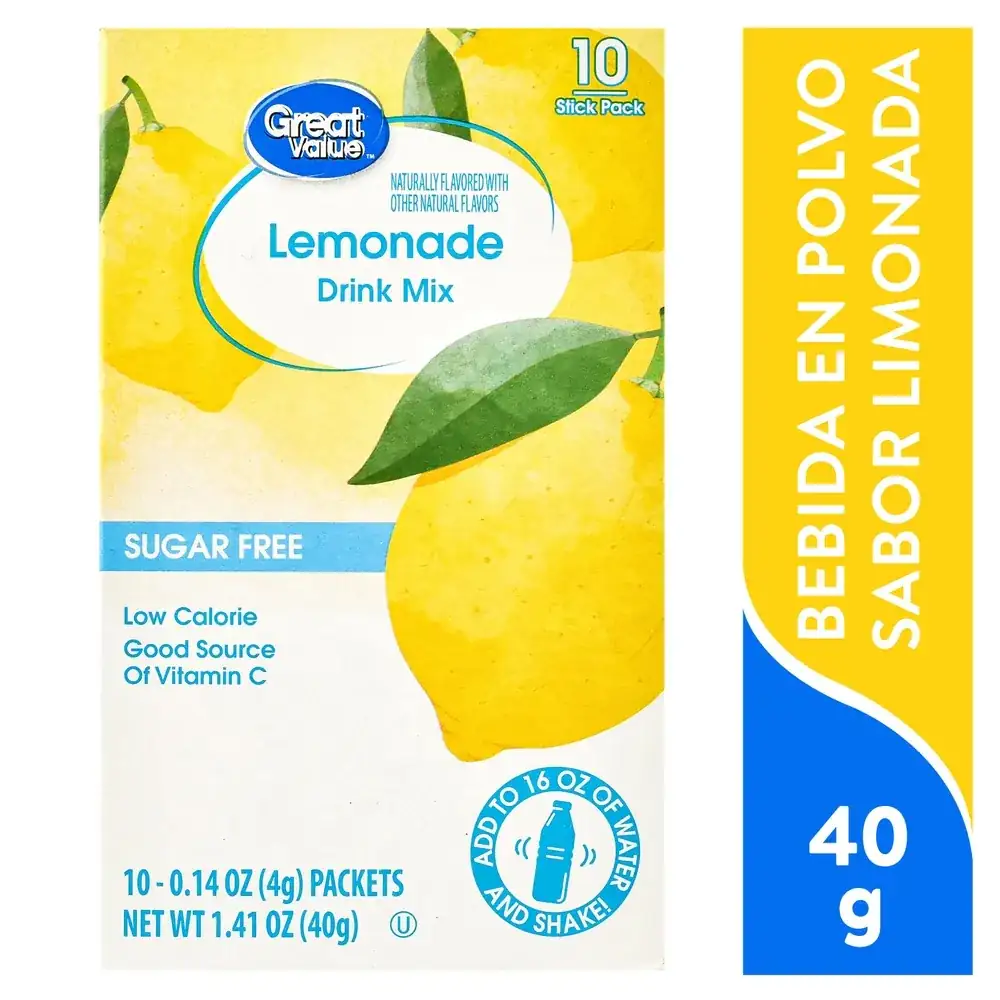 10
Stick Pack
Great
Value™
NATURALLY FLAVORED WITH
OTHER NATURAL FLAVORS
Lemonade
Drink Mix
SUGAR FREE
Low Calorie
Good Source
Of Vitamin C
ADD TO 16 OZ OF WATER
AND SHAKE!
10 - 0.14 OZ (4g) PACKETS
NET WT 1.41 OZ (40g) U
BEBIDA EN POLVO
SABOR LIMONADA
40
g